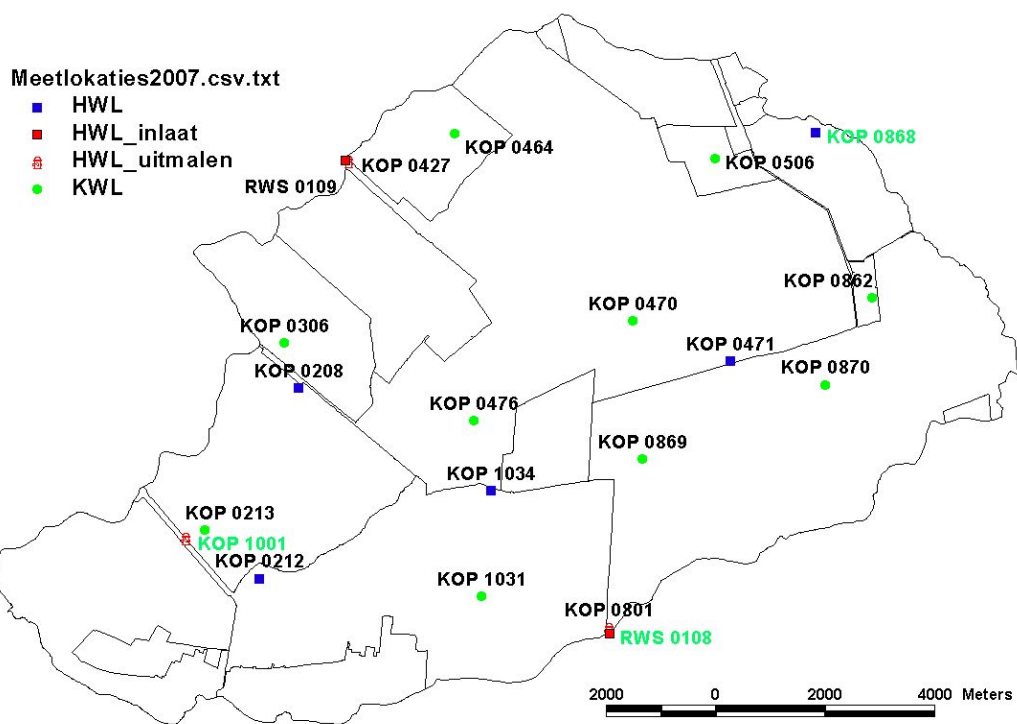 Meetlokaties2007.csv.txt
HWL
HWL_inlaat
HWL_uitmalen
KWL
KOP 0868
KOP 0464
KOP 0506
KOP 0427
RWS 0109
KOP 0862
KOP 0470
KOP 0306
KOP 0471
KOP 0208
KOP 0870
KOP 0476
KOP 0869
KOP 1034
KOP 0213
KOP 1001
KOP 0212
KOP 1031
KOP 0801
RWS 0108
2000 0 2000 4000 Meters